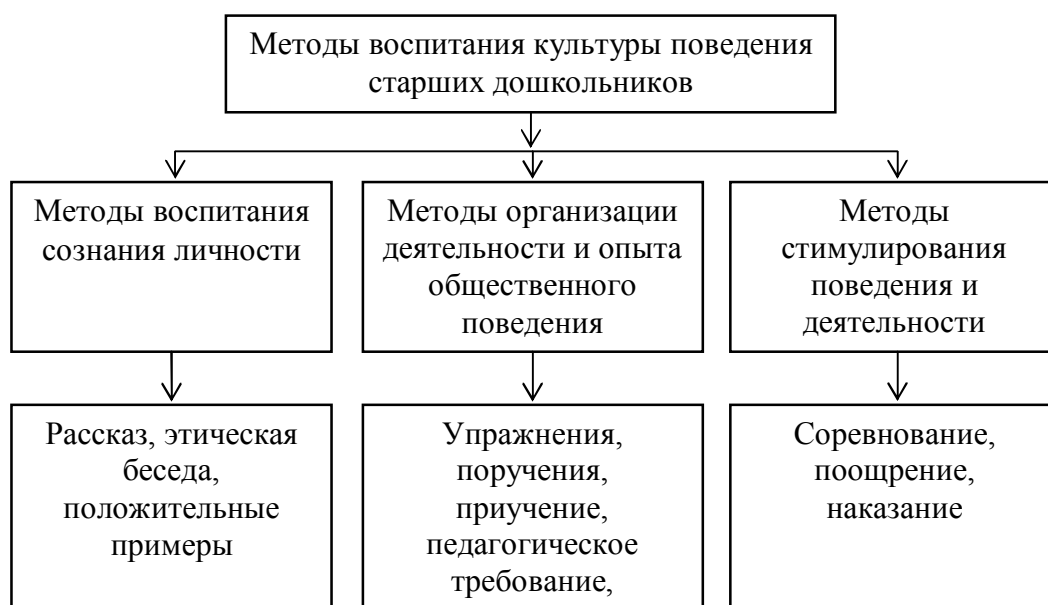 Методы воспитания культуры поведения
старших дошкольников
Методы воспитания
сознания личности
Методы организации
деятельности и опыта
общественного
поведения
Методы
стимулирования
поведения и
деятельности
Рассказ, этическая
беседа,
положительные
примеры
Упражнения,
поручения,
приучение,
педагогическое
требование,
Соревнование,
поощрение,
наказание